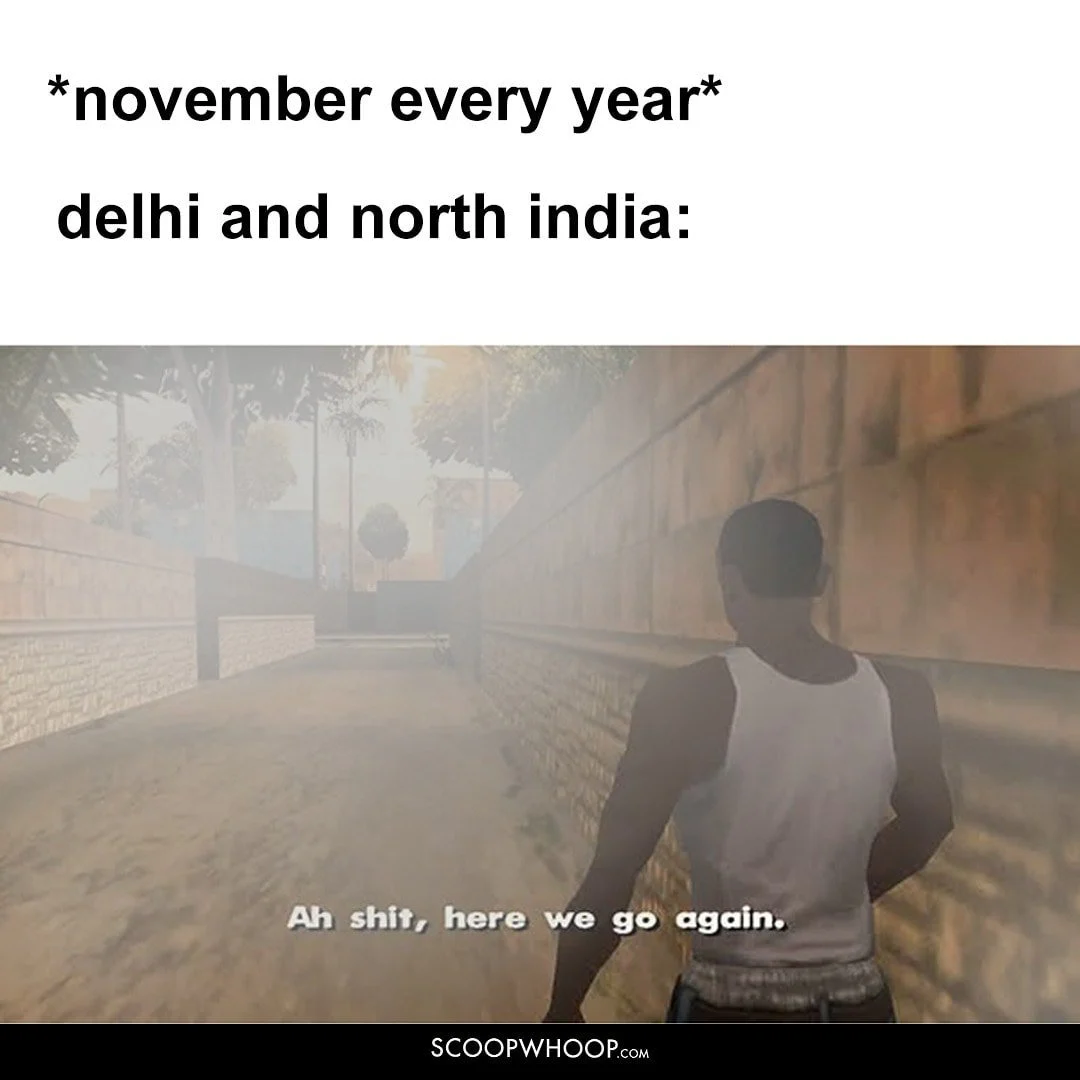 *november every year*
delhi and north india:
Ah shit, here we go again.
SCOOPWHOOP.COM